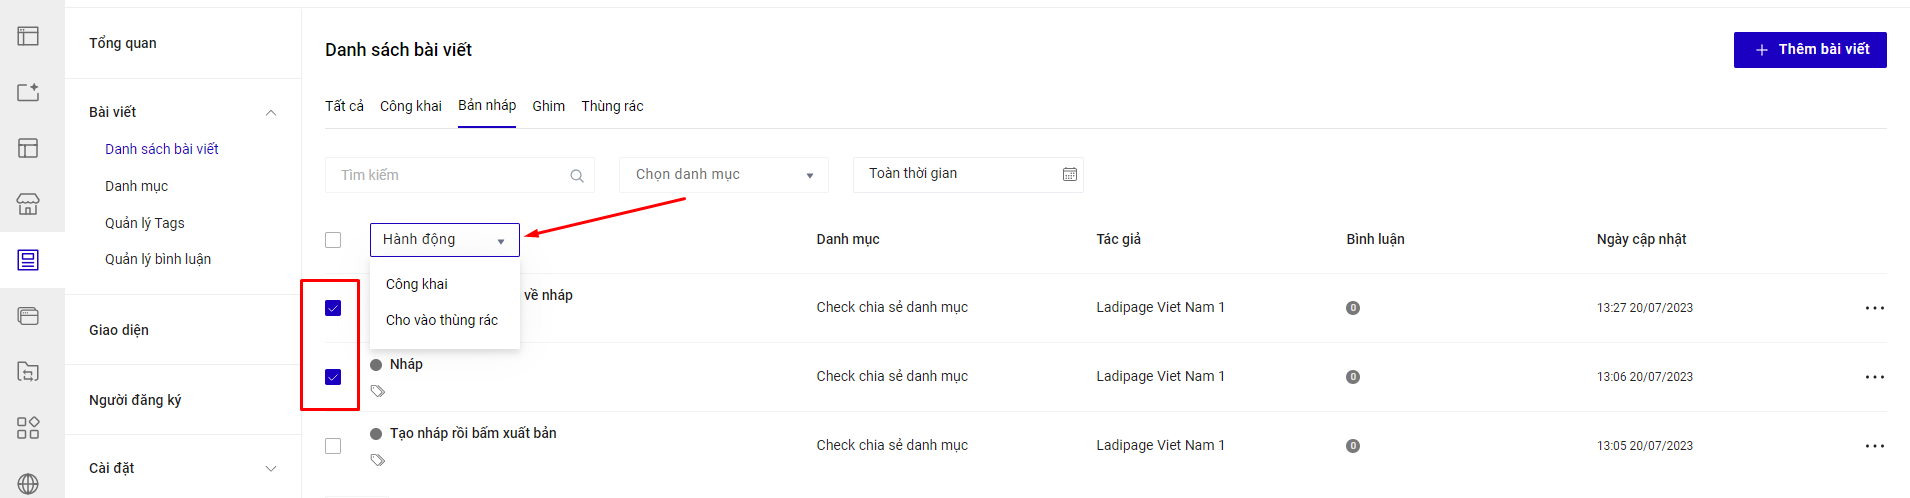 Tổng quan
Bài viết
Danh sách bài viết
Danh mục
Quản lý Tags
Quản lý bình luận
Giao diện
Người đăng ký
Cài đặt
Danh sách bài viết
+ Thêm bài viết
Tất cả Công khai Bản nháp Ghim Thùng rác
Tìm kiếm Chọn danh mục Toàn thời gian
Hành động Danh mục Tác giả Bình luận Ngày cập nhật
Công khai
Cho vào thùng rác
về nháp Check chia sẻ danh mục Ladipage Viet Nam 1 0 13:27 20/07/2023
Nháp Check chia sẻ danh mục Ladipage Viet Nam 1 0 13:06 20/07/2023
Tạo nháp rồi bấm xuất bản Check chia sẻ danh mục Ladipage Viet Nam 1 0 13:05 20/07/2023